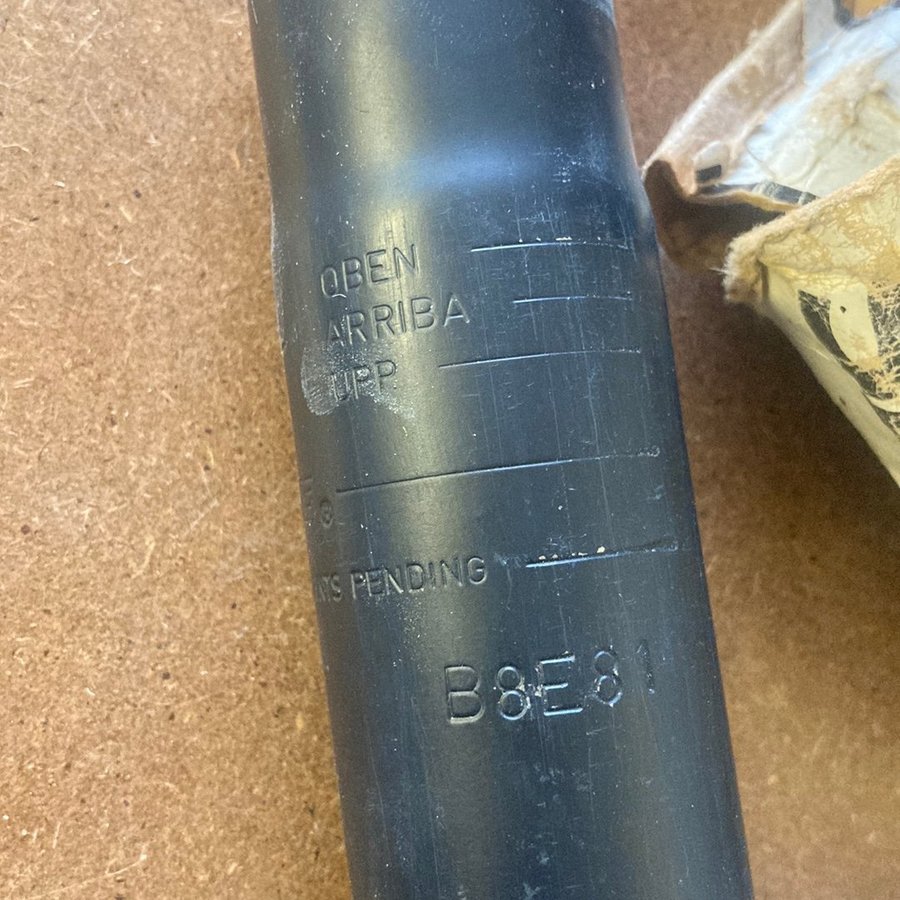 OBEN
ARRIBA
UPP
®
NTS PENDING
B8E81